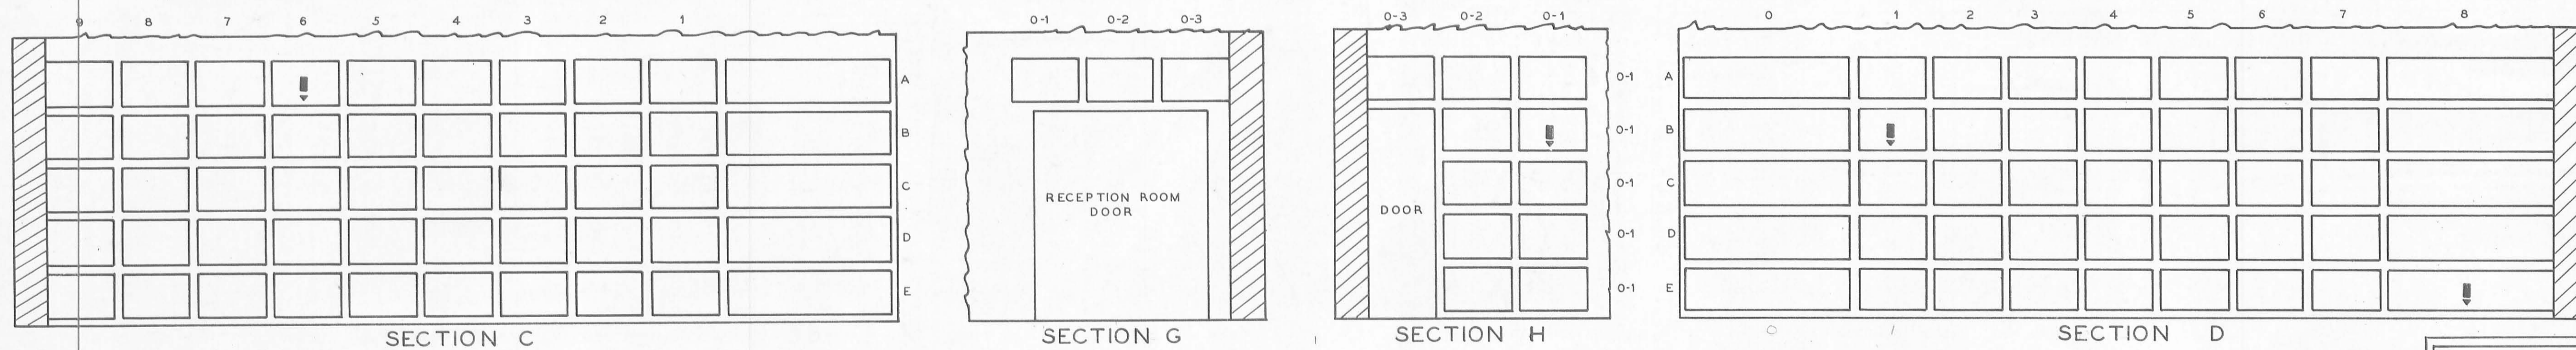 9 8 7 6 5 4 3 2 1
A
B
C
D
E
SECTION C
0-1 0-2 0-3
RECEPTION ROOM
DOOR
SECTION G
0-3 0-2 0-1
0-1
0-1
0-1
0-1
0-1
DOOR
SECTION H
0 1 2 3 4 5 6 7 8
A
B
C
D
E
0 1
SECTION D